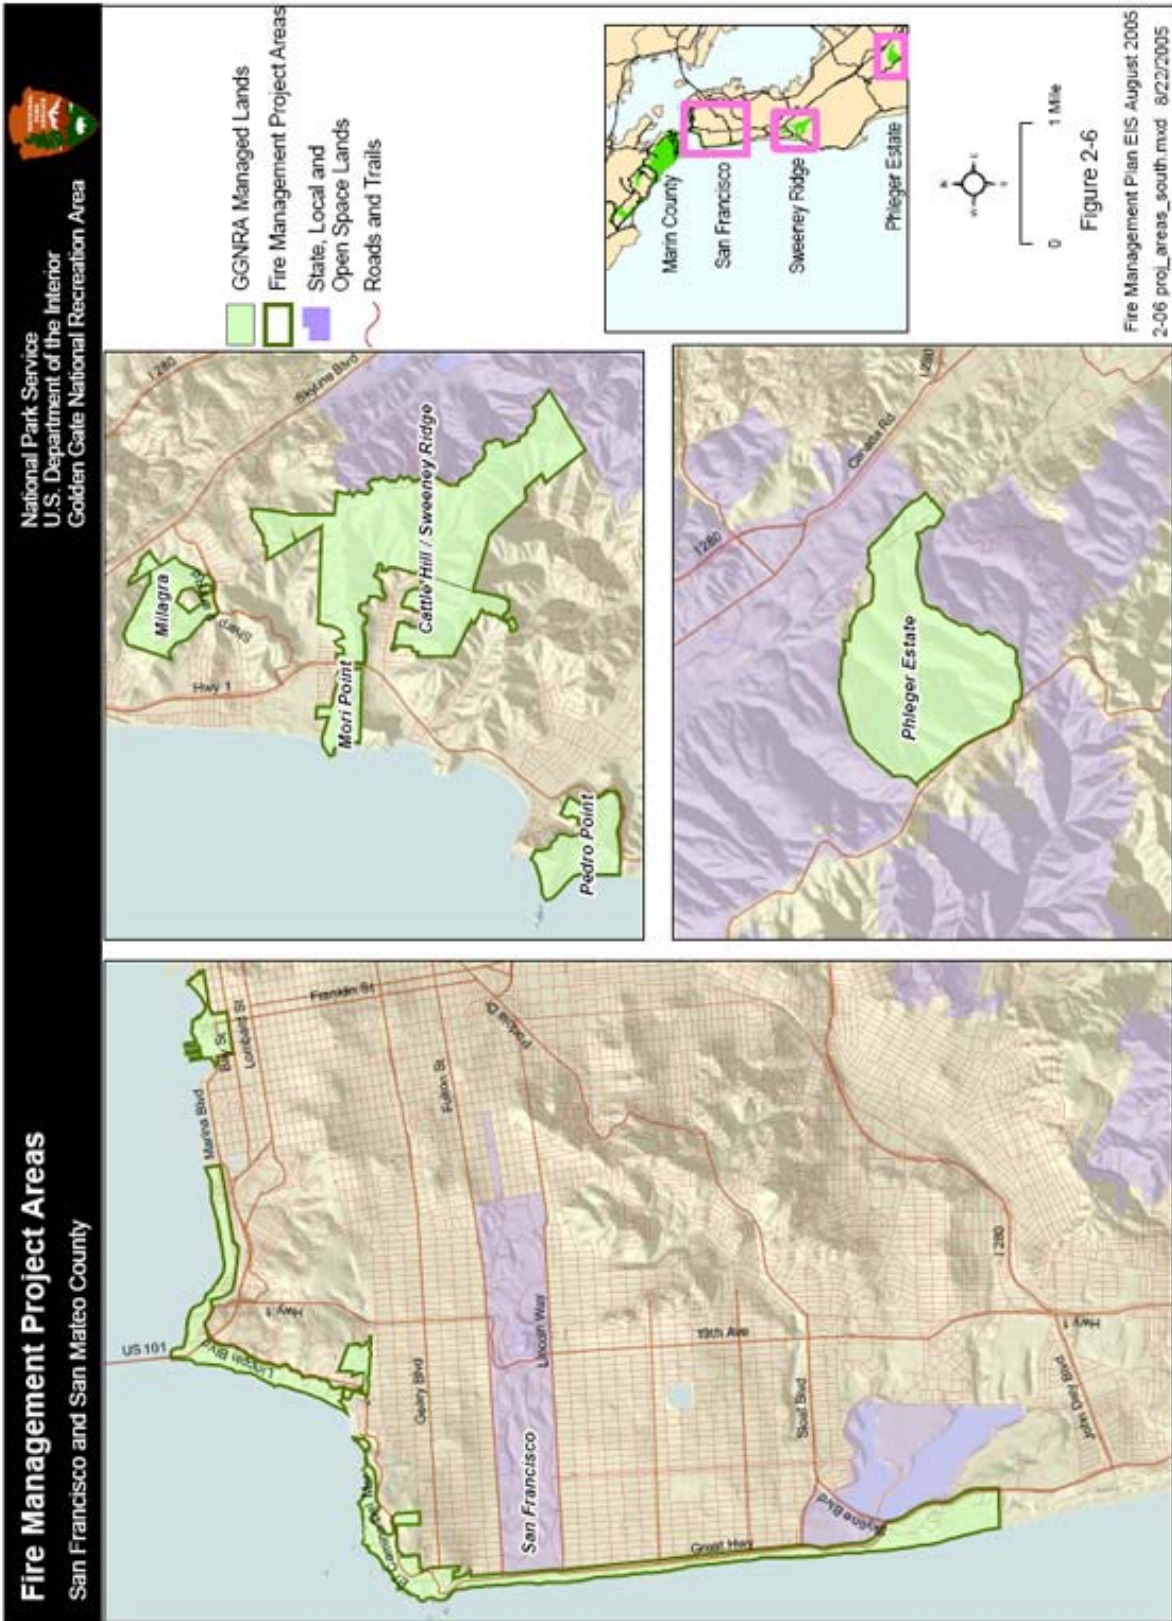 Fire Management Project Areas
San Francisco and San Mateo County
National Park Service
U.S. Department of the Interior
Golden Gate National Recreation Area
US 101
Marina Blvd
Bay St
Lombard St
Franklin St
Lincoln Blvd
Hwy 1
Geary Blvd
Fulton St
San Francisco
Lincoln Way
19th Ave
Great Hwy
Sloat Blvd
Skyline Blvd
I 280
John Daly Blvd
Hwy 1
Milagra
Sharp
Hwy 1
Mori Point
Cattle Hill / Sweeney Ridge
Pedro Point
I 280
Skyline Blvd
Phleger Estate
I 280
Canada Rd
I 280
GGNRA Managed Lands
Fire Management Project Areas
State, Local and
Open Space Lands
Roads and Trails
Marin County
San Francisco
Sweeney Ridge
Phleger Estate
0 1 Mile
Figure 2-6
Fire Management Plan EIS August 2005
2-06 proj_areas_south.mxd 8/22/2005